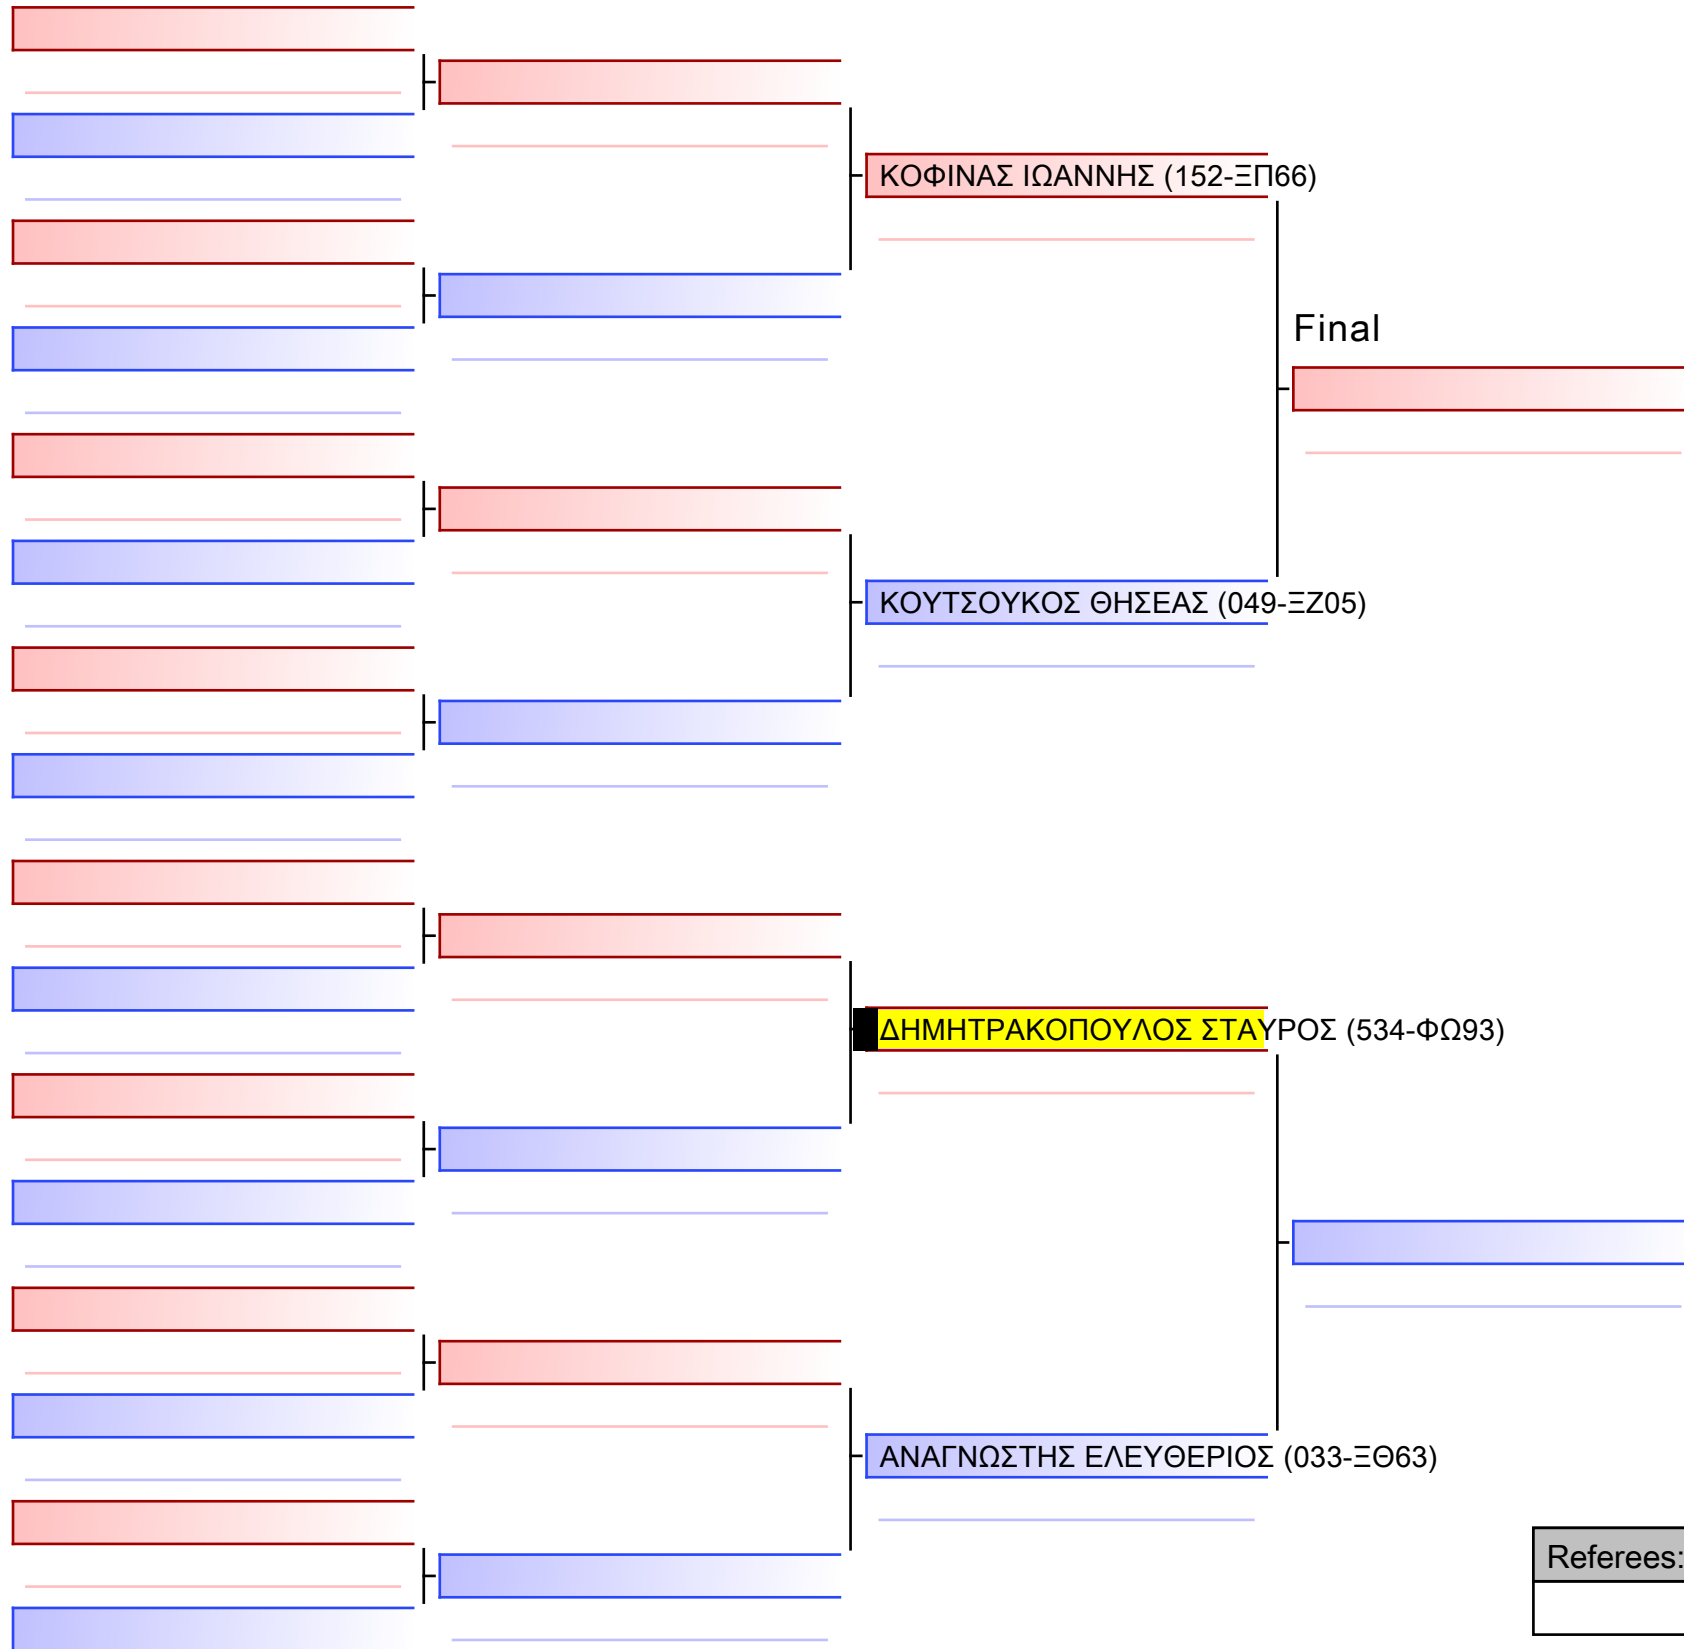 ΚΟΦΙΝΑΣ ΙΩΑΝΝΗΣ (152-ΞΠ66)
Final
ΚΟΥΤΣΟΥΚΟΣ ΘΗΣΕΑΣ (049-ΞΖ05)
ΔΗΜΗΤΡΑΚΟΠΟΥΛΟΣ ΣΤΑΥΡΟΣ (534-ΦΩ93)
ΑΝΑΓΝΩΣΤΗΣ ΕΛΕΥΘΕΡΙΟΣ (033-ΞΘ63)
Referees: